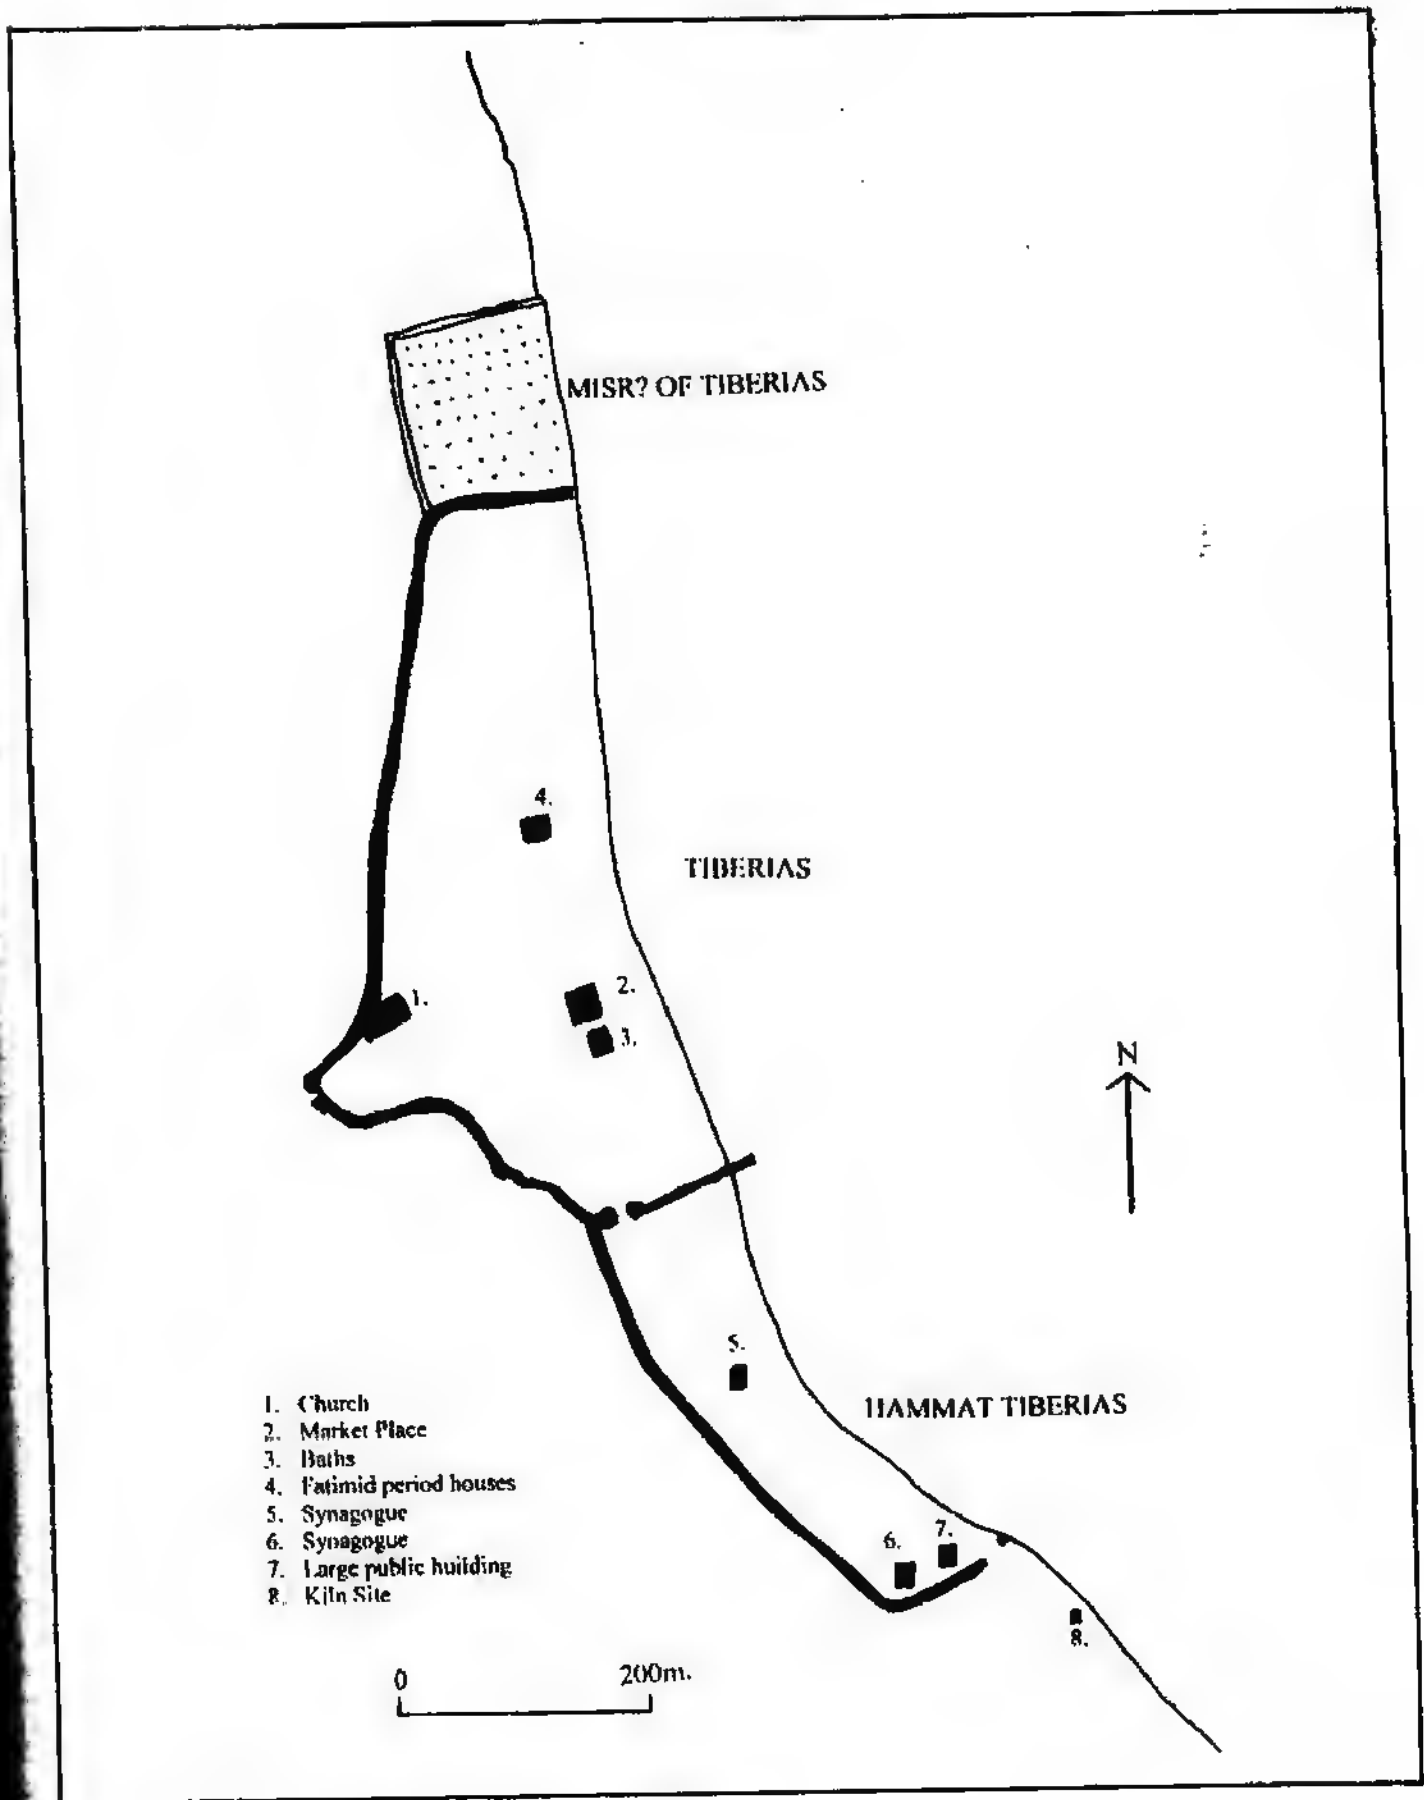 MISR? OF TIBERIAS
4.
TIBERIAS
1.
2.
3.
N
5.
HAMMAT TIBERIAS
1. Church
2. Market Place
3. Baths
4. Fatimid period houses
5. Synagogue
6. Synagogue
7. Large public building
8. Kiln Site
6.
7.
8.
0 200m.